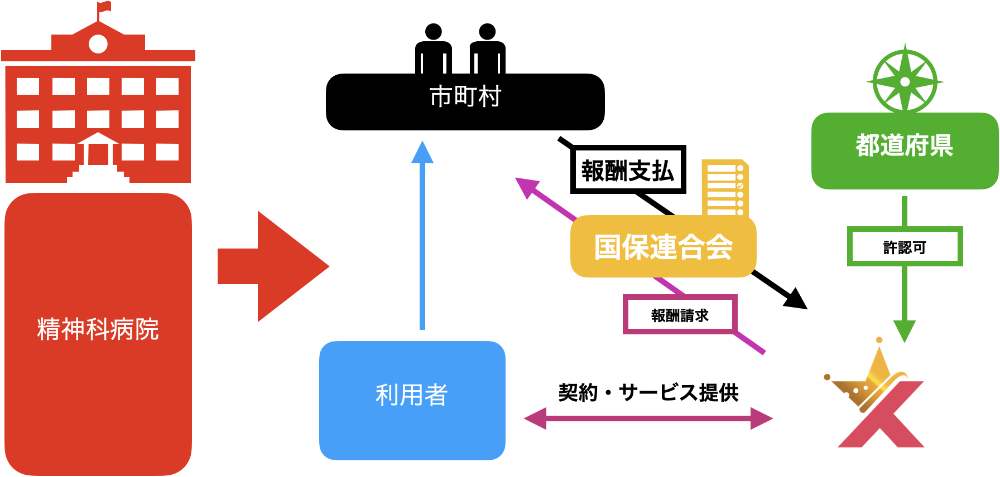 市町村
都道府県
報酬支払
国保連合会
許認可
報酬請求
精神科病院
利用者
契約・サービス提供